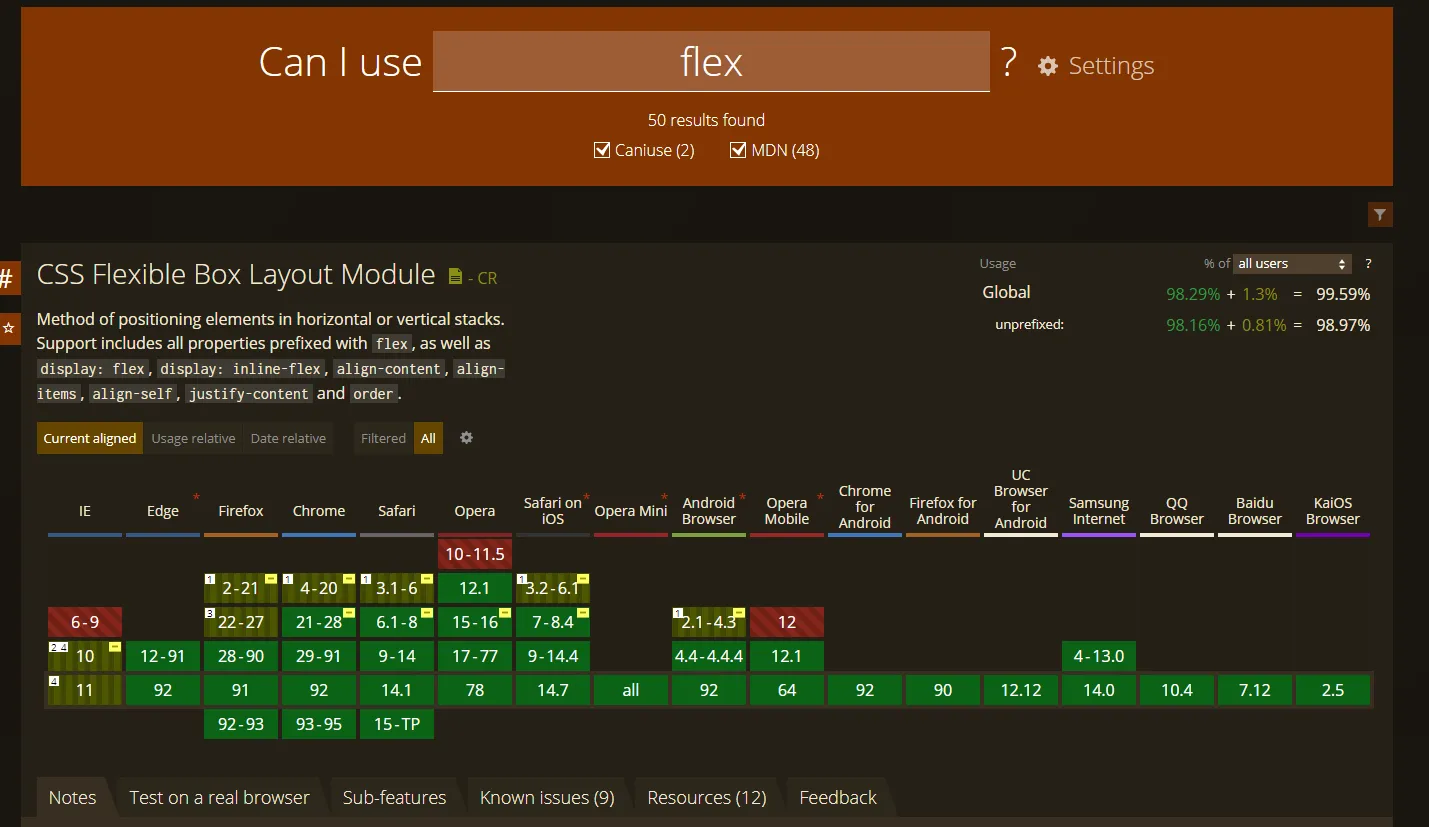 Can I use flex ? Settings
50 results found
Caniuse (2) MDN (48)
#
CSS Flexible Box Layout Module - CR
Method of positioning elements in horizontal or vertical stacks.
Support includes all properties prefixed with flex, as well as
display: flex, display: inline-flex, align-content, align-
items, align-self, justify-content and order.
Usage % of all users ?
Global 98.29% + 1.3% = 99.59%
unprefixed: 98.16% + 0.81% = 98.97%
Current aligned Usage relative Date relative Filtered All
IE
Edge *
Firefox
Chrome
Safari
Opera
Safari on *
iOS
Opera Mini *
Android *
Browser
Opera *
Mobile
Chrome
for
Android
Firefox for
Android
UC
Browser
for
Android
Samsung
Internet
QQ
Browser
Baidu
Browser
KaiOS
Browser
10-11.5
1 2-21 1 4-20 1 3.1-6 12.1 1 3.2-6.1
6-9 3 22-27 21-28 6.1-8 15-16 7-8.4 1 2.1-4.3 12
2 4 10 12-91 28-90 29-91 9-14 17-77 9-14.4 4.4-4.4.4 12.1 4-13.0
4 11 92 91 92 14.1 78 14.7 all 92 64 92 90 12.12 14.0 10.4 7.12 2.5
92-93 93-95 15-TP
Notes Test on a real browser Sub-features Known issues (9) Resources (12) Feedback